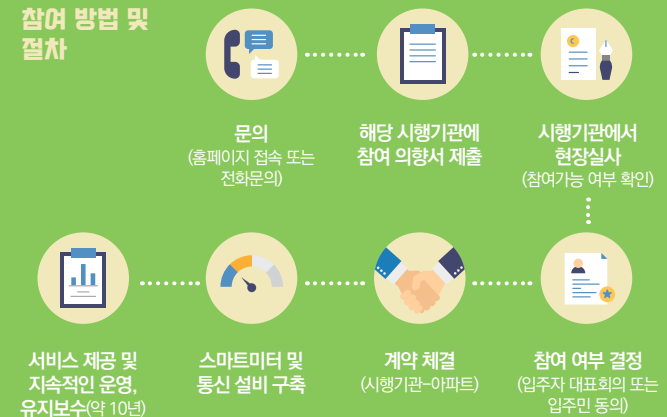 참여 방법 및
절차
문의
(홈페이지 접속 또는
전화문의)
해당 시행기관에
참여 의향서 제출
시행기관에서
현장실사
(참여가능 여부 확인)
참여 여부 결정
(입주자 대표회의 또는
입주민 동의)
계약 체결
(시행기관-아파트)
스마트미터 및
통신 설비 구축
서비스 제공 및
지속적인 운영,
유지보수(약 10년)